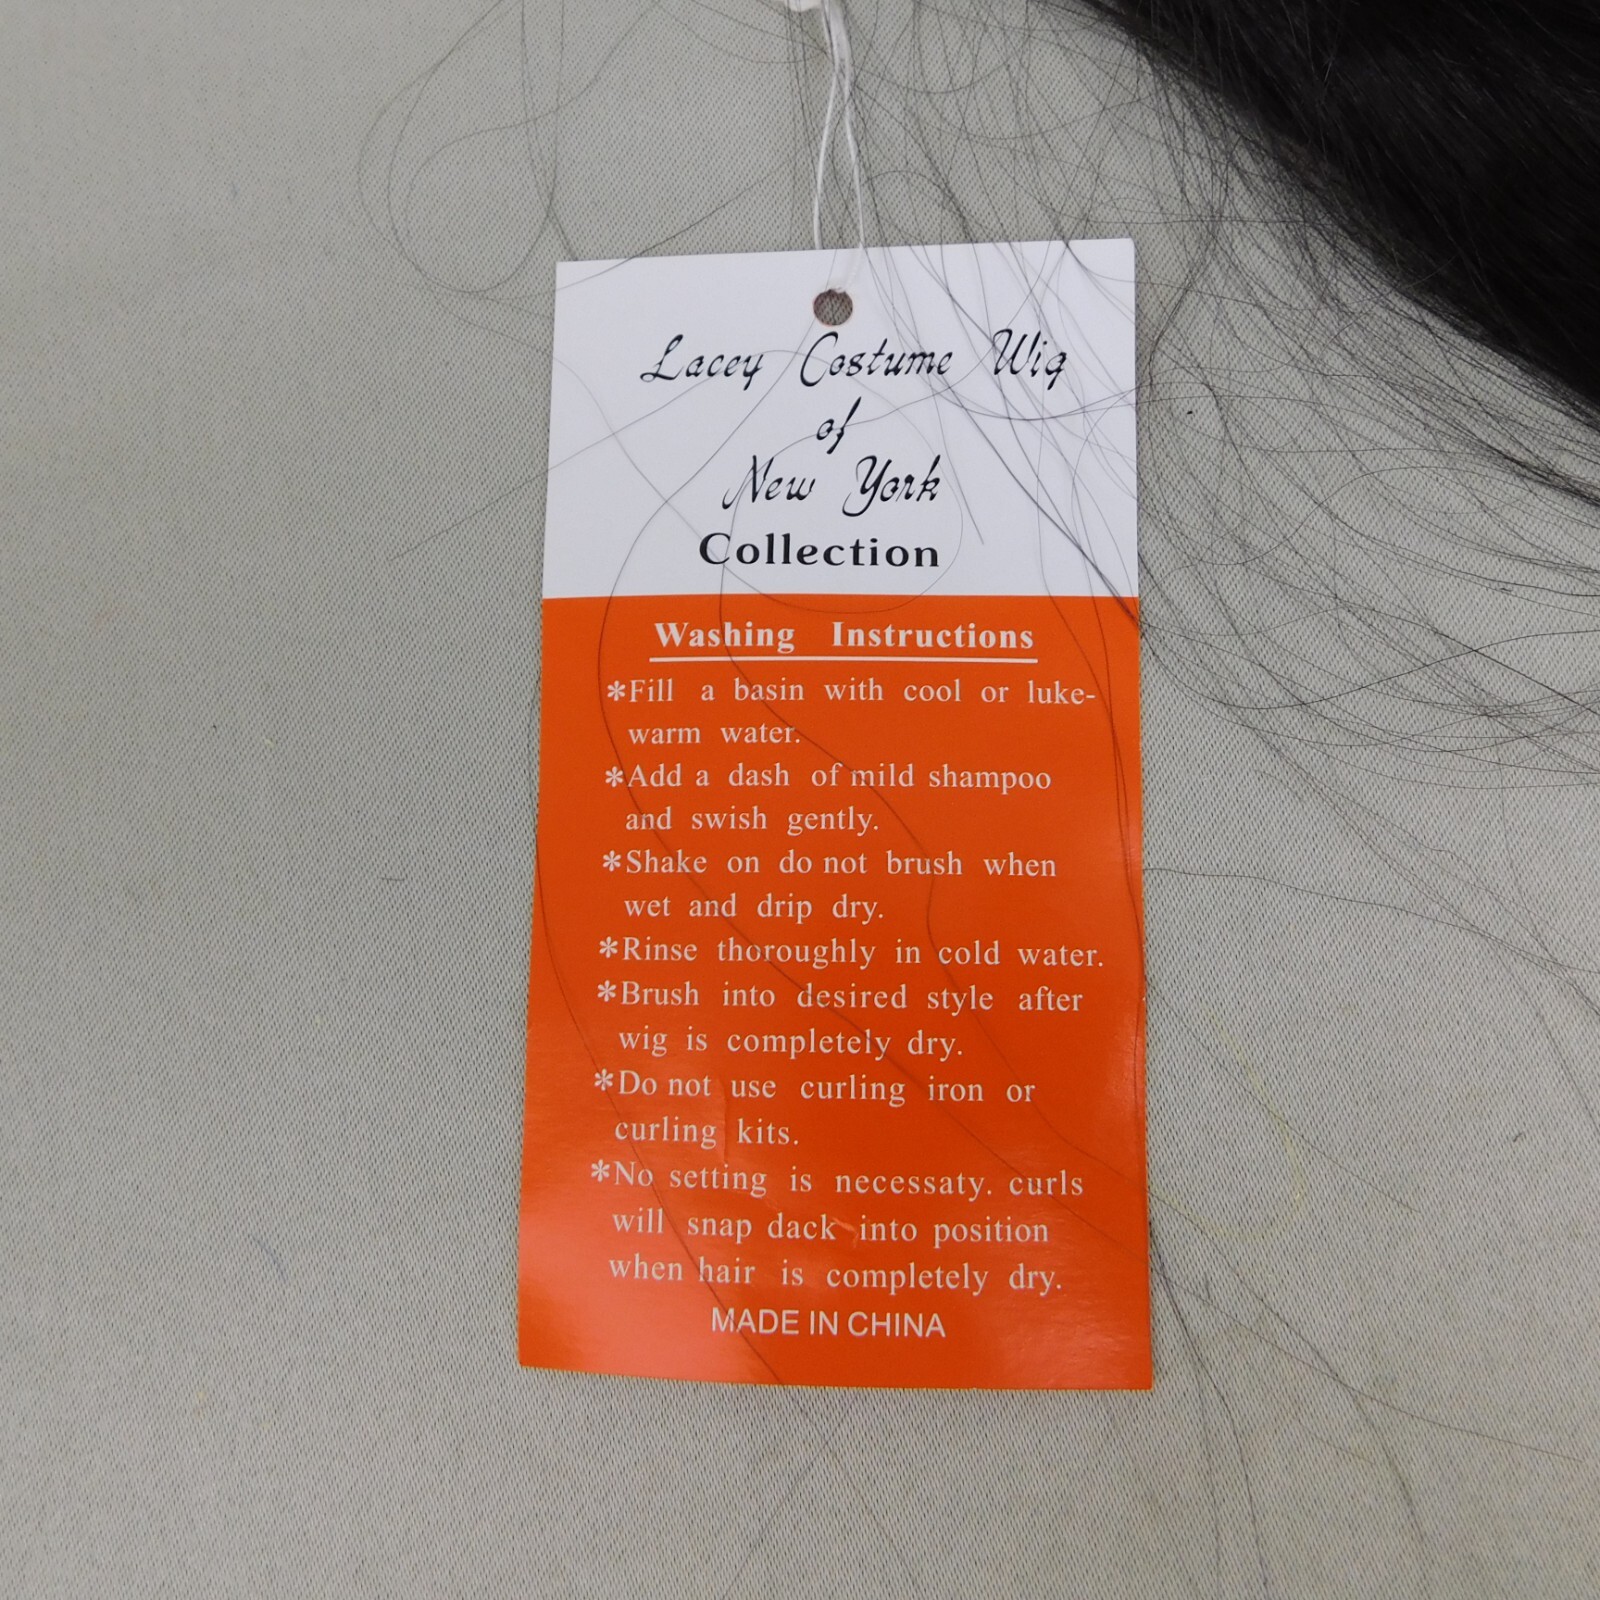 Lacey Costume Wig
of
New York
Collection
Washing Instructions
*Fill a basin with cool or luke-
warm water.
*Add a dash of mild shampoo
and swish gently.
*Shake on do not brush when
wet and drip dry.
*Rinse thoroughly in cold water.
*Brush into desired style after
wig is completely dry.
*Do not use curling iron or
curling kits.
*No setting is necessaty. curls
will snap dack into position
when hair is completely dry.
MADE IN CHINA